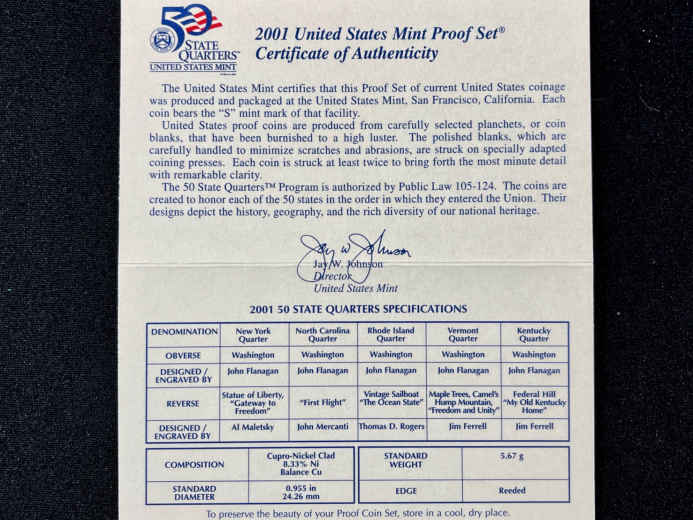 50
STATE
QUARTERS™
UNITED STATES MINT
2001 United States Mint Proof Set®
Certificate of Authenticity
The United States Mint certifies that this Proof Set of current United States coinage
was produced and packaged at the United States Mint, San Francisco, California. Each
coin bears the "S" mint mark of that facility.
United States proof coins are produced from carefully selected planchets, or coin
blanks, that have been burnished to a high luster. The polished blanks, which are
carefully handled to minimize scratches and abrasions, are struck on specially adapted
coining presses. Each coin is struck at least twice to bring forth the most minute detail
with remarkable clarity.
The 50 State Quarters™ Program is authorized by Public Law 105-124. The coins are
created to honor each of the 50 states in the order in which they entered the Union. Their
designs depict the history, geography, and the rich diversity of our national heritage.
Jay W Johnson
Jay W. Johnson
Director
United States Mint
2001 50 STATE QUARTERS SPECIFICATIONS
DENOMINATION New York Quarter North Carolina Quarter Rhode Island Quarter Vermont Quarter Kentucky Quarter
OBVERSE Washington Washington Washington Washington Washington
DESIGNED / ENGRAVED BY John Flanagan John Flanagan John Flanagan John Flanagan John Flanagan
REVERSE Statue of Liberty, "Gateway to Freedom" "First Flight" Vintage Sailboat "The Ocean State" Maple Trees, Camel's Hump Mountain, "Freedom and Unity" Federal Hill "My Old Kentucky Home"
DESIGNED / ENGRAVED BY Al Maletsky John Mercanti Thomas D. Rogers Jim Ferrell Jim Ferrell
COMPOSITION Cupro-Nickel Clad 8.33% Ni Balance Cu STANDARD WEIGHT 5.67 g
STANDARD DIAMETER 0.955 in 24.26 mm EDGE Reeded
To preserve the beauty of your Proof Coin Set, store in a cool, dry place.